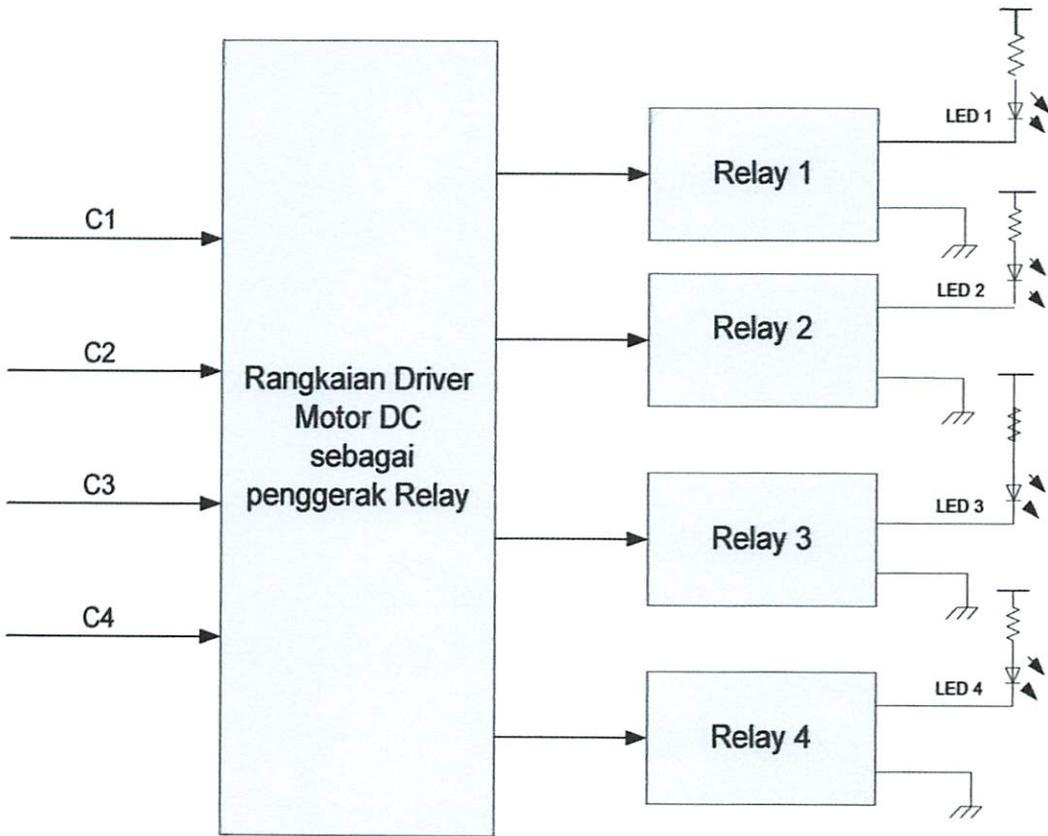 C1
C2
C3
C4
Rangkaian Driver
Motor DC
sebagai
penggerak Relay
Relay 1
LED 1
Relay 2
LED 2
Relay 3
LED 3
Relay 4
LED 4